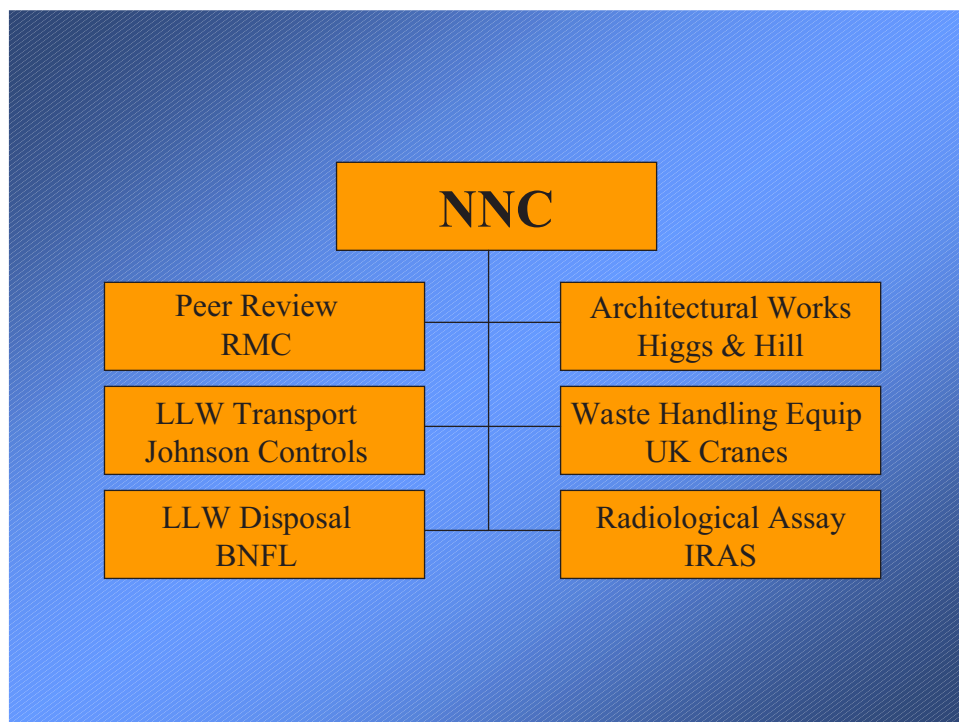 NNC
Peer Review
RMC
Architectural Works
Higgs & Hill
LLW Transport
Johnson Controls
Waste Handling Equip
UK Cranes
LLW Disposal
BNFL
Radiological Assay
IRAS